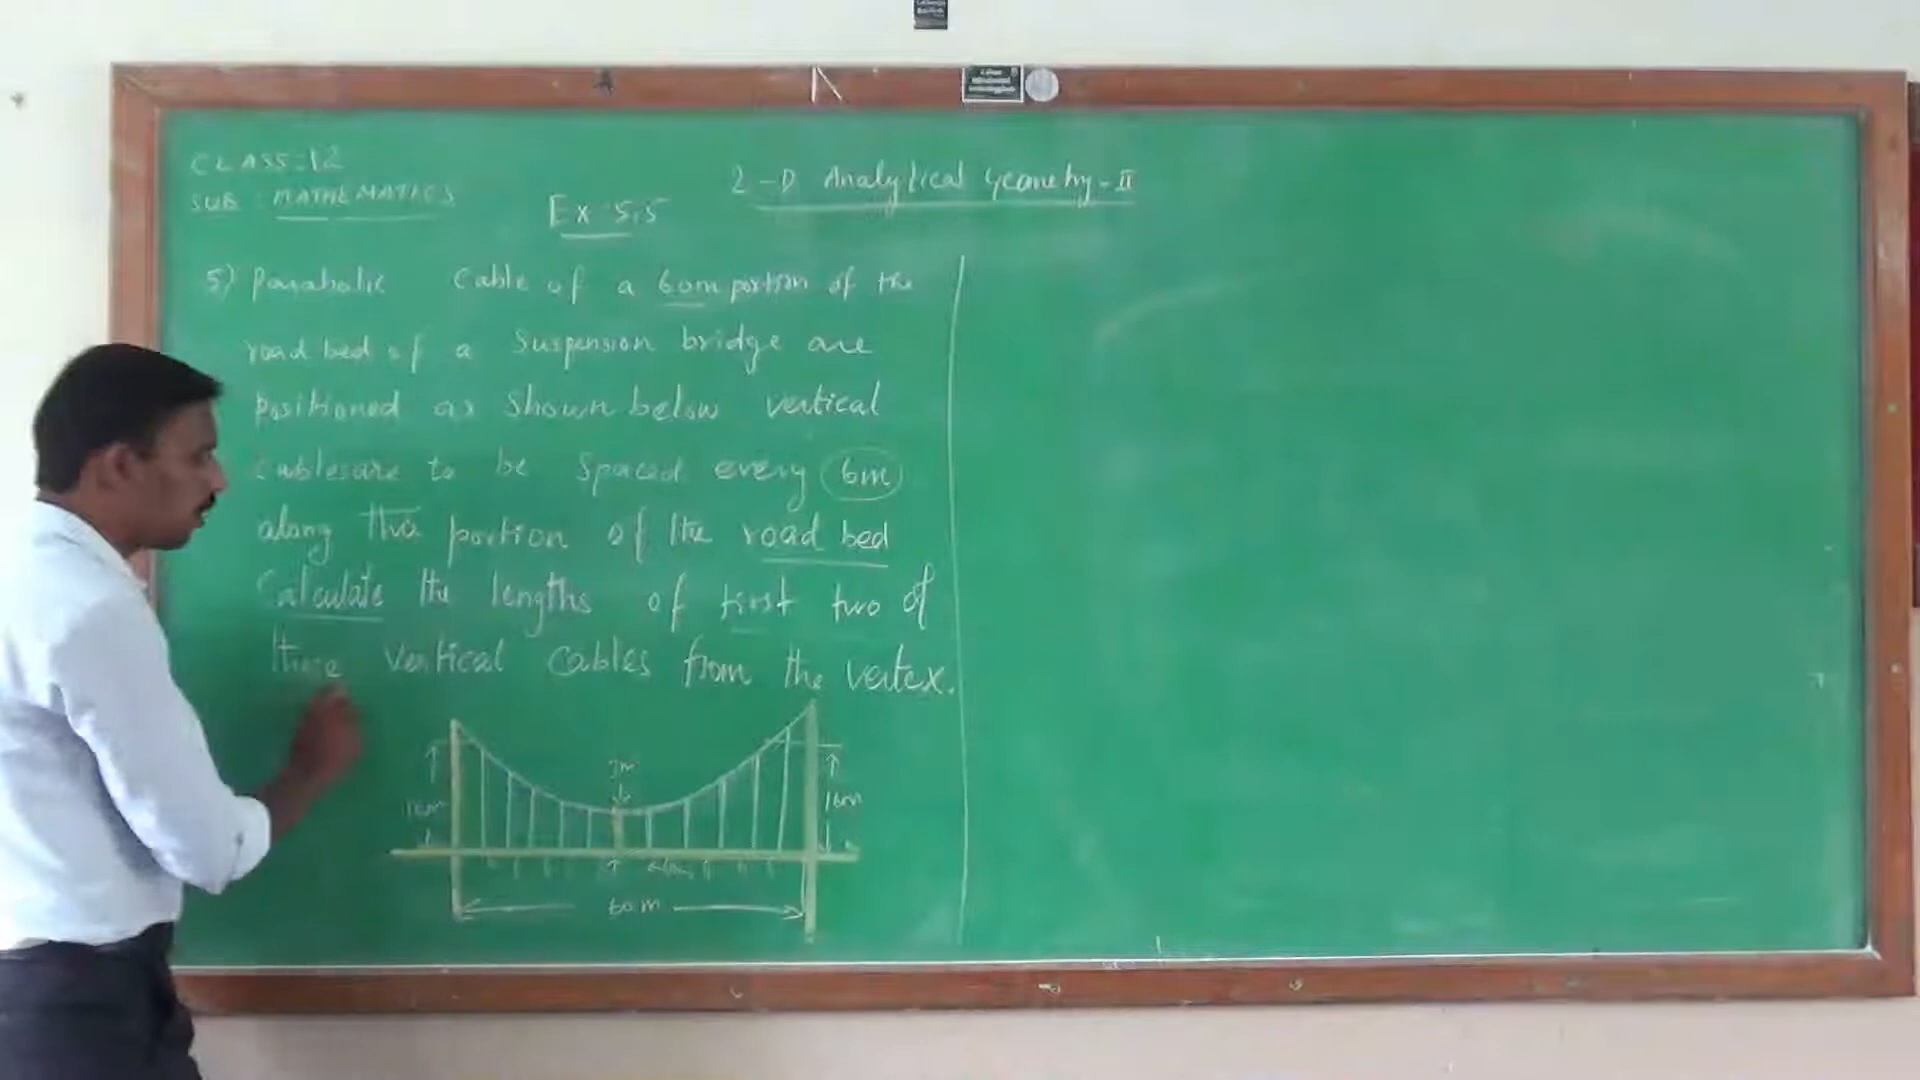 CLASS:12
SUB : MATHEMATICS
2-D Analytical Geometry-II
Ex 5.5
5) Parabolic Cable of a 60m portion of the
road bed of a Suspension bridge are
positioned as shown below vertical
Cables are to be Spaced every 6m
along this portion of the road bed
Calculate the lengths of first two of
these vertical Cables from the vertex.
3m
16m
16m
60m